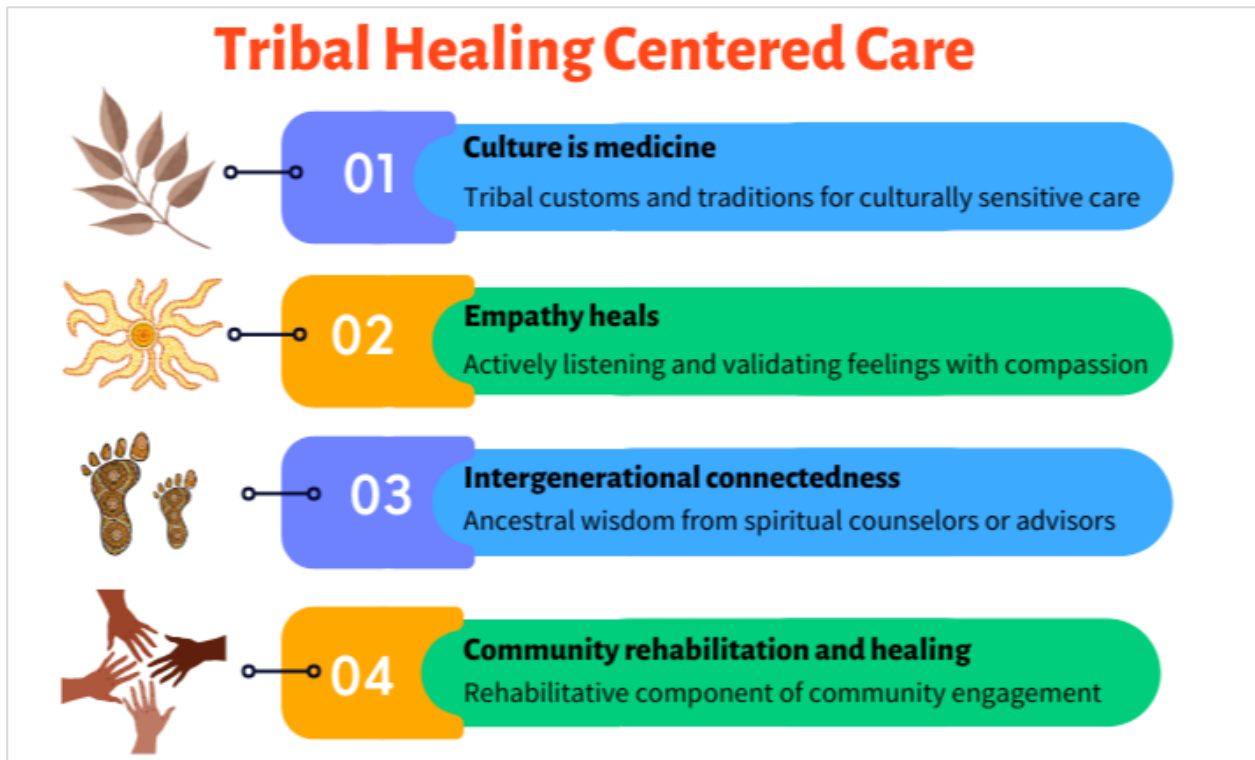 Tribal Healing Centered Care
01
Culture is medicine
Tribal customs and traditions for culturally sensitive care
02
Empathy heals
Actively listening and validating feelings with compassion
03
Intergenerational connectedness
Ancestral wisdom from spiritual counselors or advisors
04
Community rehabilitation and healing
Rehabilitative component of community engagement